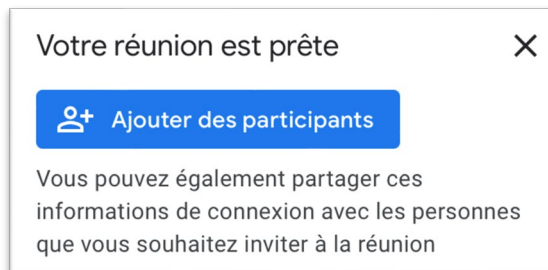 Votre réunion est prête
Ajouter des participants
Vous pouvez également partager ces
informations de connexion avec les personnes
que vous souhaitez inviter à la réunion